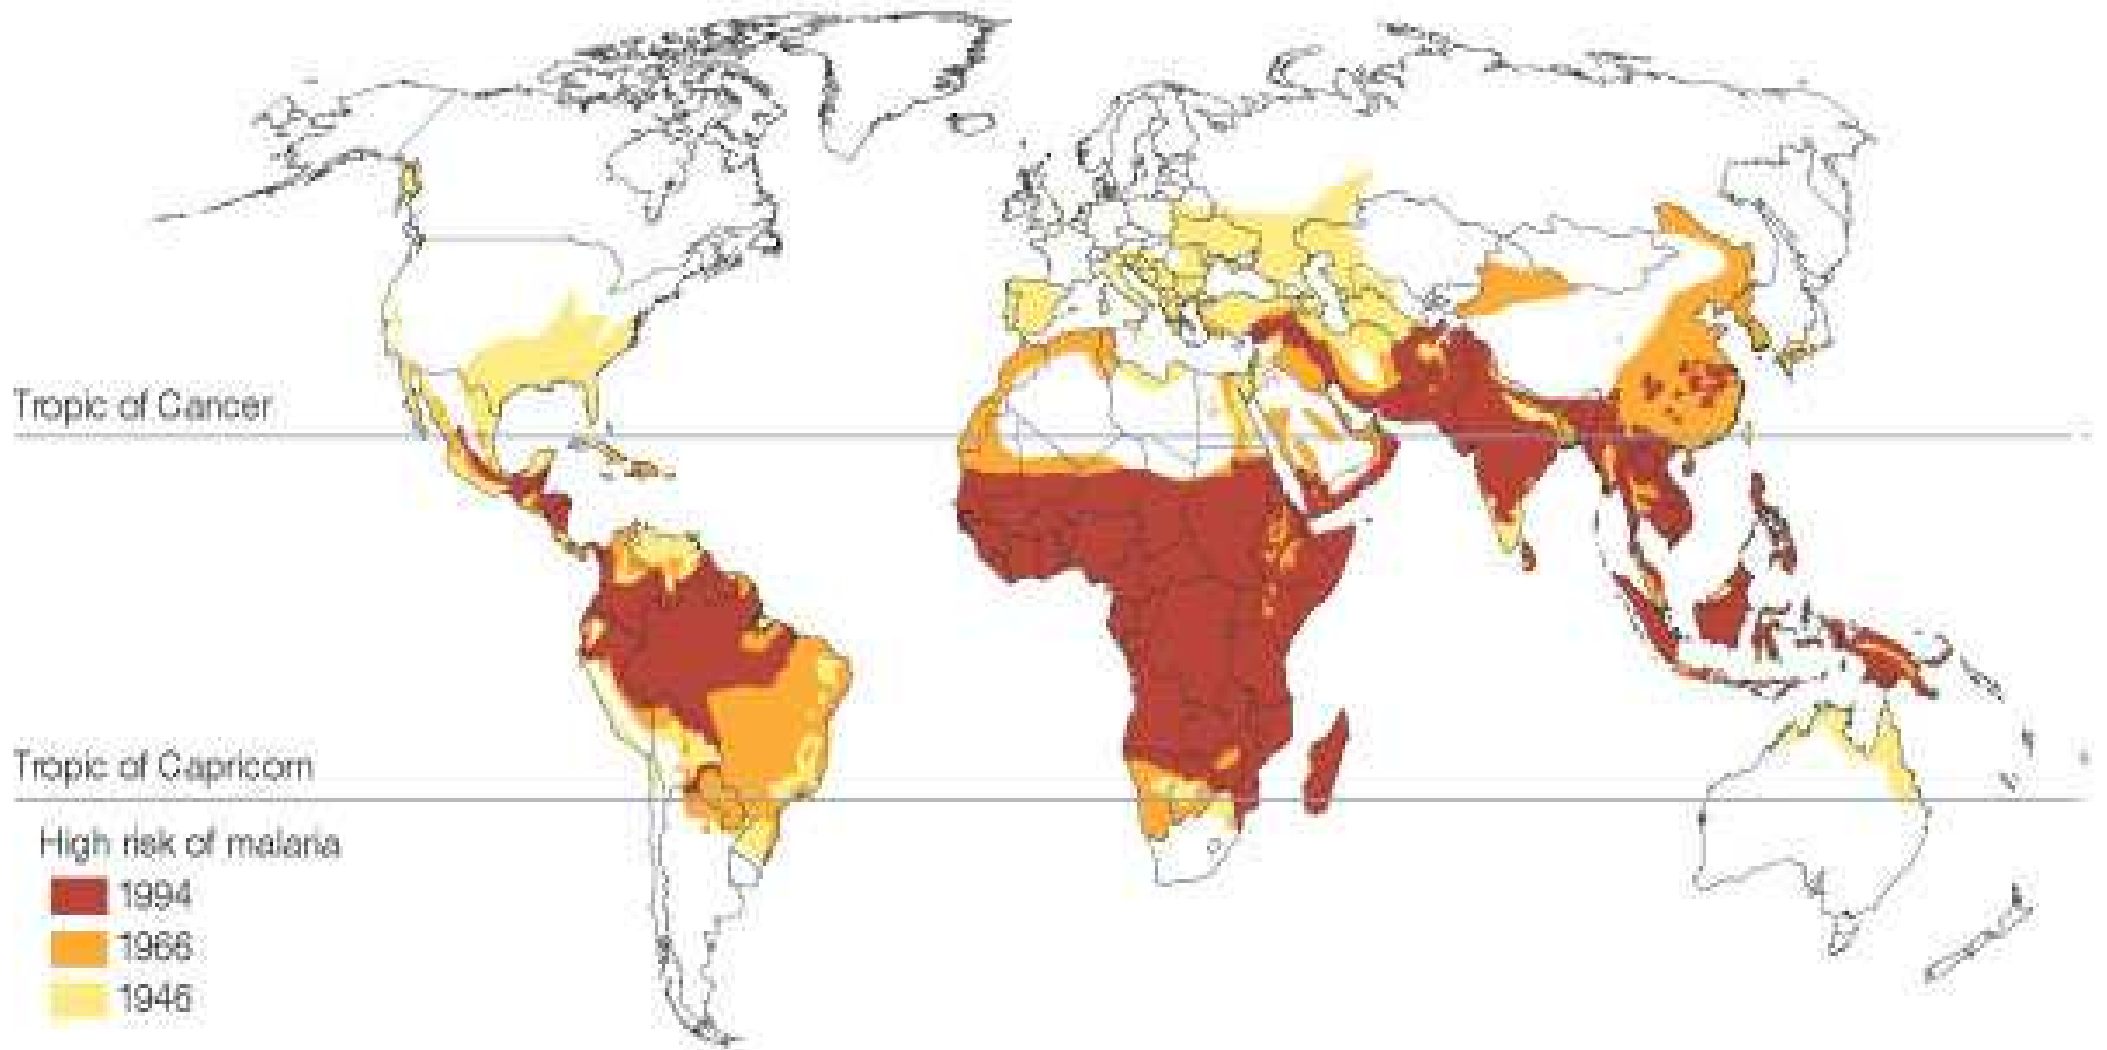 Tropic of Cancer
Tropic of Capricorn
High risk of malaria
1994
1966
1946